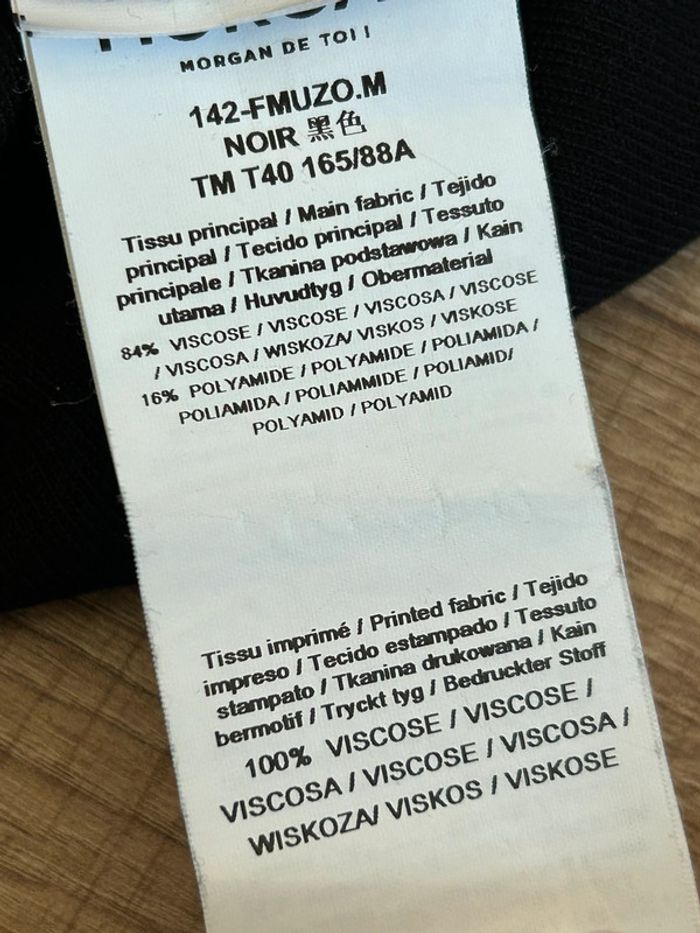 MORGAN DE TOI !
142-FMUZO.M
NOIR 黑色
TM T40 165/88A
Tissu principal / Main fabric / Tejido
principal / Tecido principal / Tessuto
principale / Tkanina podstawowa / Kain
utama / Huvudtyg / Obermaterial
84% VISCOSE / VISCOSE / VISCOSA / VISCOSE
/ VISCOSA / WISKOZA/ VISKOS / VISKOSE
16% POLYAMIDE / POLYAMIDE / POLIAMIDA /
POLIAMIDA / POLIAMMIDE / POLIAMID/
POLYAMID / POLYAMID
Tissu imprimé / Printed fabric / Tejido
impreso / Tecido estampado / Tessuto
stampato / Tkanina drukowana / Kain
bermotif / Tryckt tyg / Bedruckter Stoff
100% VISCOSE / VISCOSE /
VISCOSA / VISCOSE / VISCOSA /
WISKOZA/ VISKOS / VISKOSE